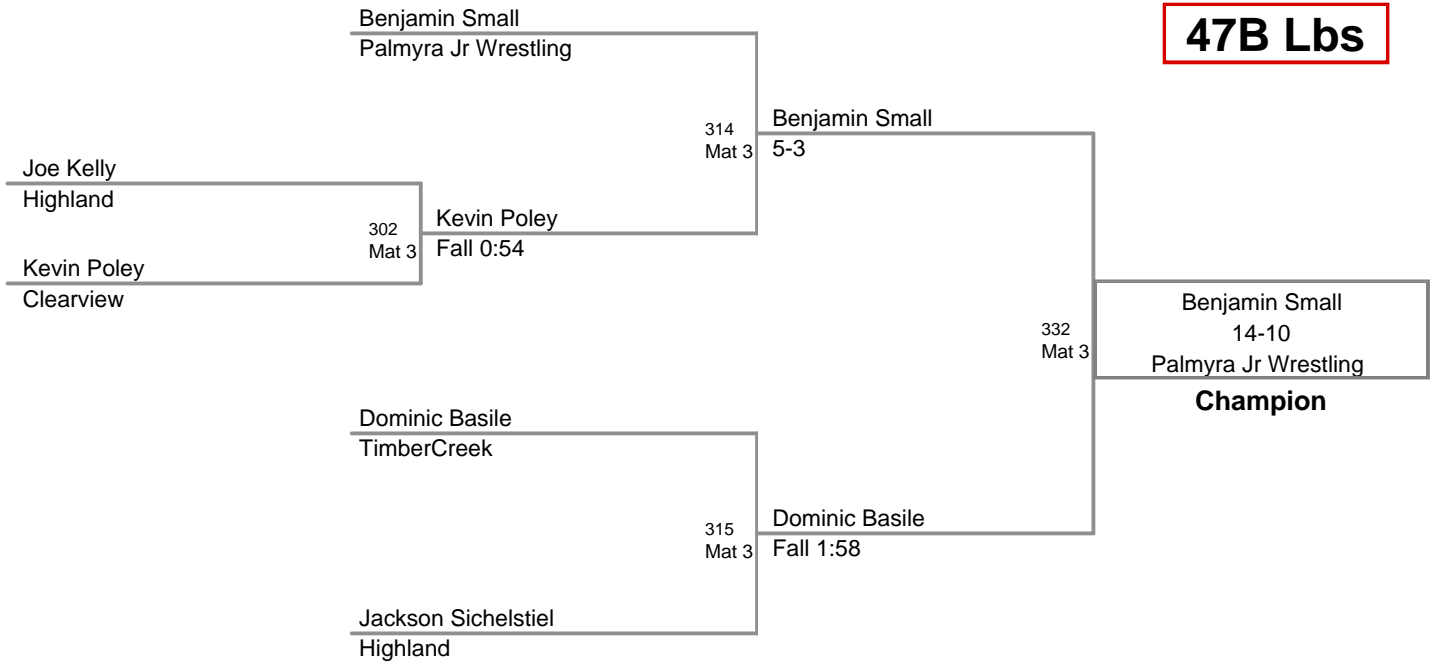 47B Lbs
Benjamin Small
Palmyra Jr Wrestling
314
Mat 3
Benjamin Small
5-3
Joe Kelly
Highland
302
Mat 3
Kevin Poley
Fall 0:54
Kevin Poley
Clearview
332
Mat 3
Benjamin Small
14-10
Palmyra Jr Wrestling
Champion
Dominic Basile
TimberCreek
315
Mat 3
Dominic Basile
Fall 1:58
Jackson Sichelstiel
Highland